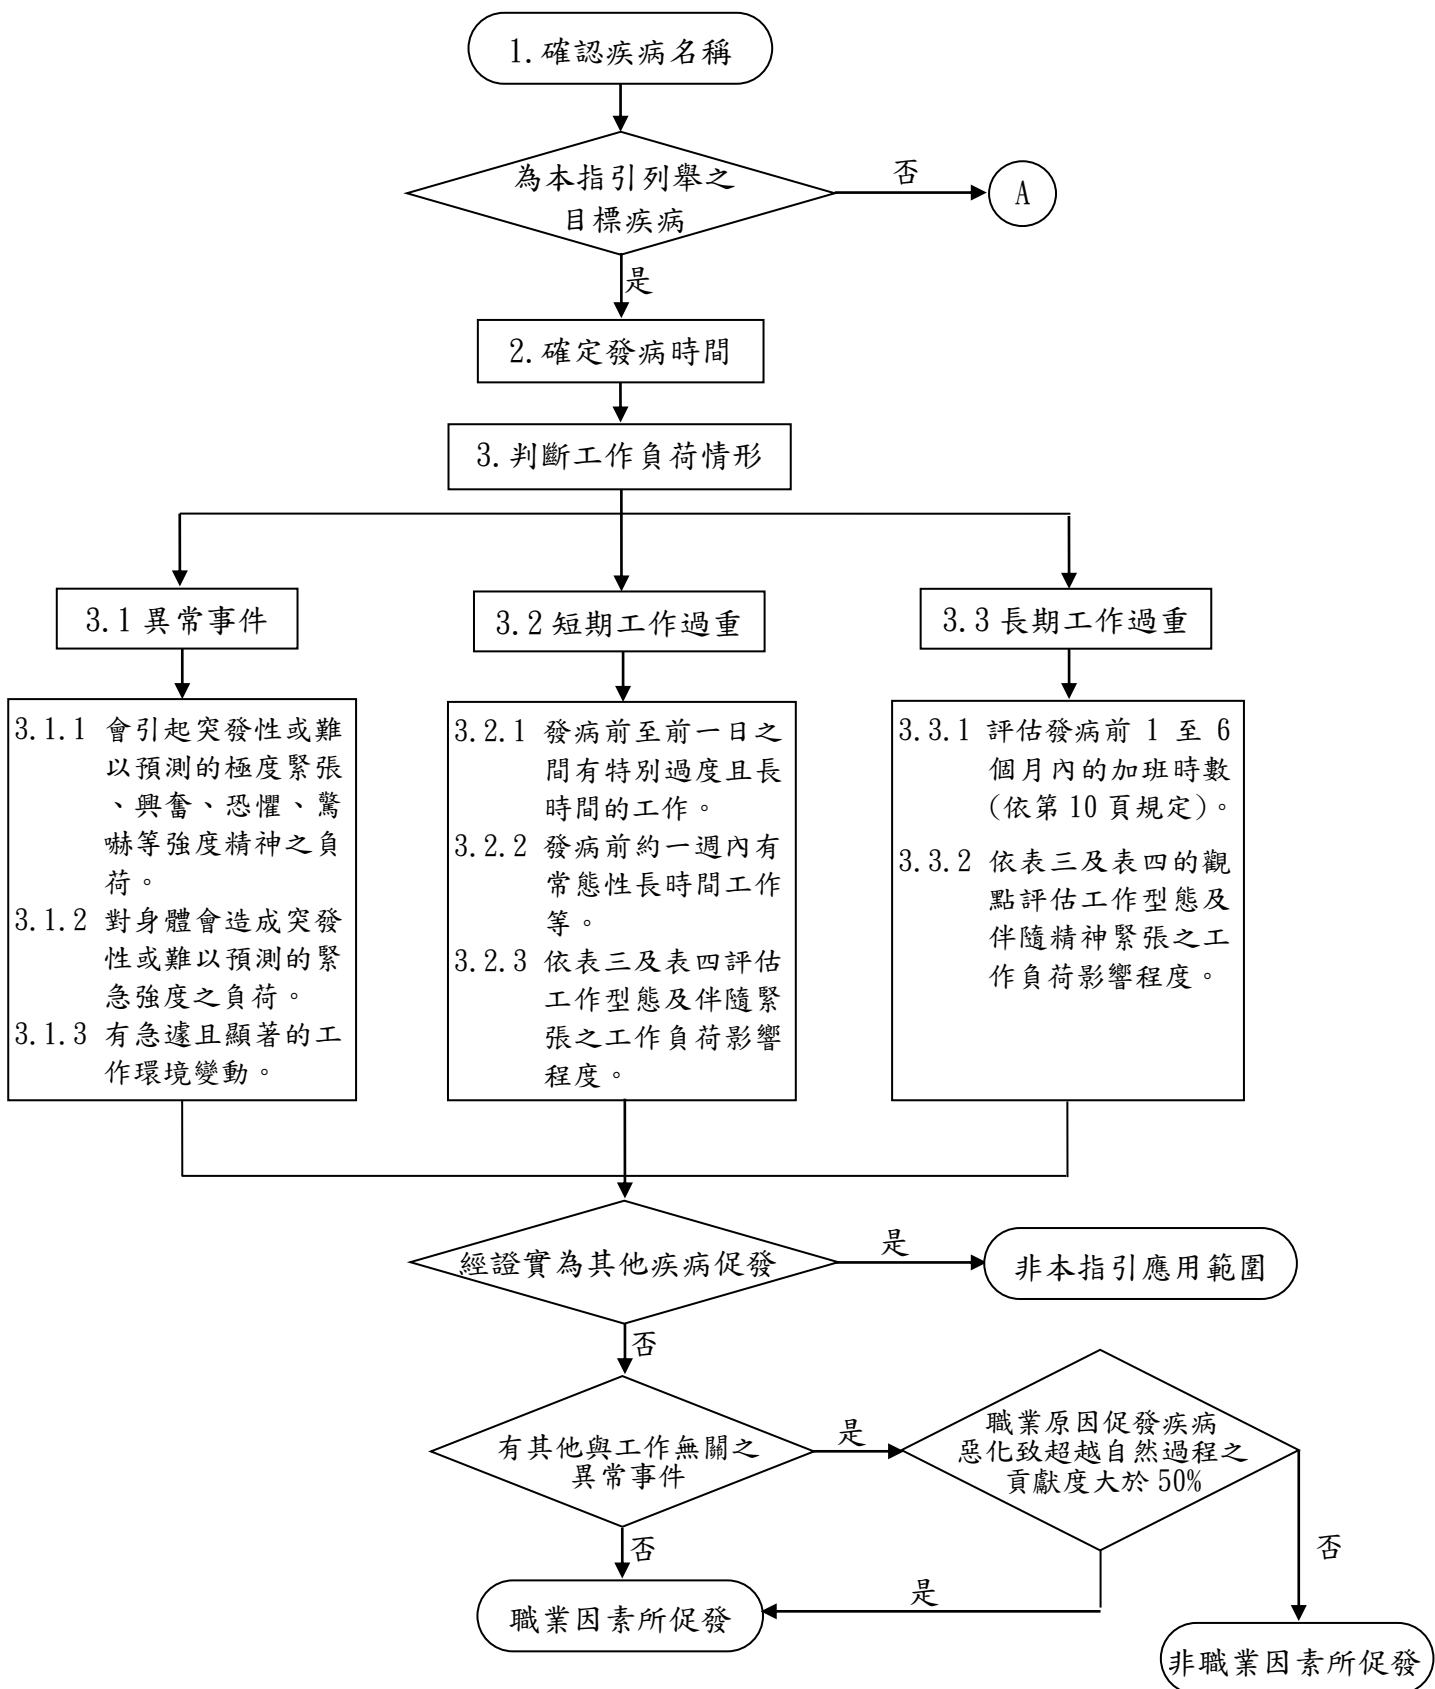 1.確認疾病名稱
為本指引列舉之
目標疾病
否
A
是
2.確定發病時間
3.判斷工作負荷情形
3.1 異常事件
3.2 短期工作過重
3.3 長期工作過重
3.1.1 會引起突發性或難
以預測的極度緊張
、興奮、恐懼、驚
嚇等強度精神之負
荷。
3.1.2 對身體會造成突發
性或難以預測的緊
急強度之負荷。
3.1.3 有急遽且顯著的工
作環境變動。
3.2.1 發病前至前一日之
間有特別過度且長
時間的工作。
3.2.2 發病前約一週內有
常態性長時間工作
等。
3.2.3 依表三及表四評估
工作型態及伴隨緊
張之工作負荷影響
程度。
3.3.1 評估發病前 1 至 6
個月內的加班時數
(依第 10 頁規定)。
3.3.2 依表三及表四的觀
點評估工作型態及
伴隨精神緊張之工
作負荷影響程度。
經證實為其他疾病促發
是
非本指引應用範圍
否
有其他與工作無關之
異常事件
是
職業原因促發疾病
惡化致超越自然過程之
貢獻度大於 50%
否
否
是
職業因素所促發
非職業因素所促發